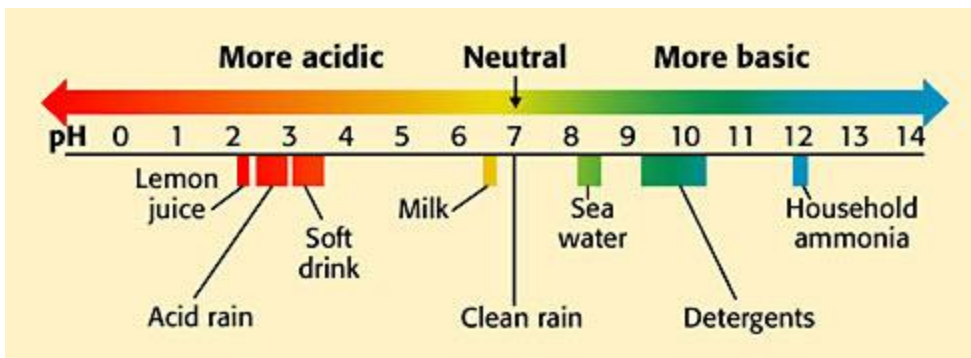 More acidic Neutral More basic
pH 0 1 2 3 4 5 6 7 8 9 10 11 12 13 14
Lemon
juice
Acid rain
Soft
drink
Milk
Clean rain
Sea
water
Detergents
Household
ammonia